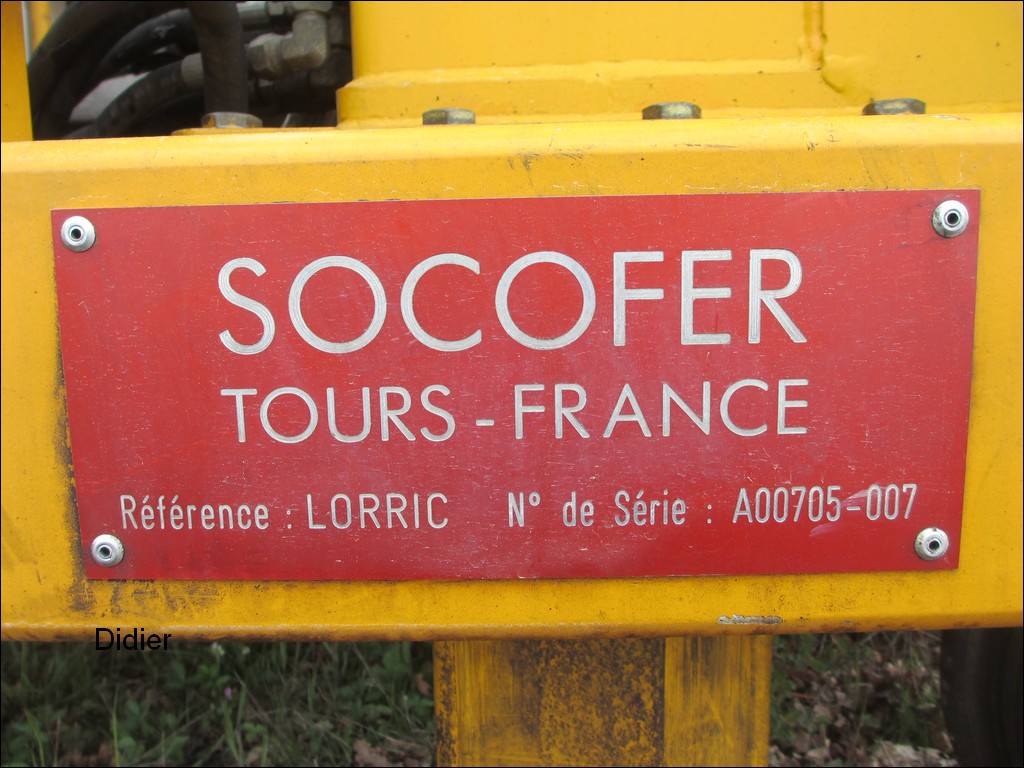 SOCOFER
TOURS - FRANCE
Référence : LORRIC N° de Série : A00705-007
Didier